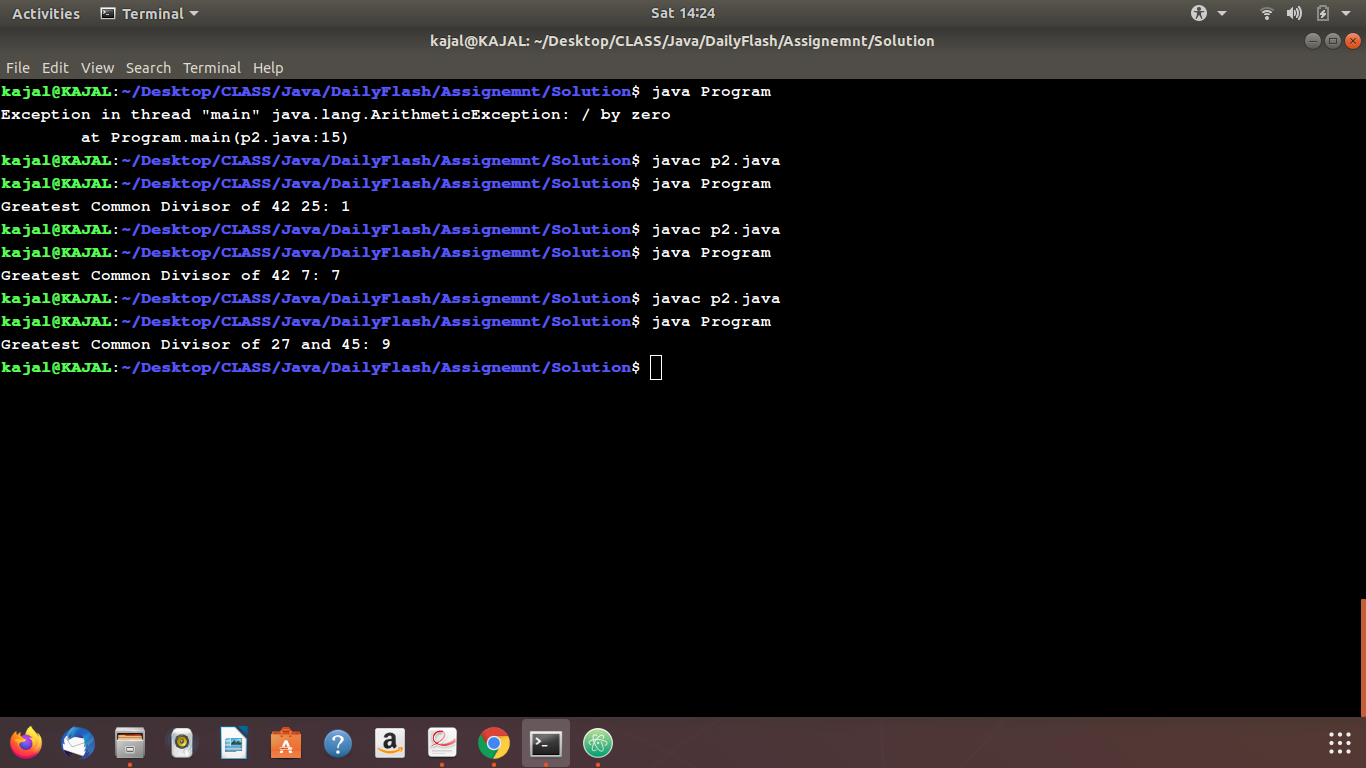 Activities Terminal Sat 14:24
kajal@KAJAL: ~/Desktop/CLASS/Java/DailyFlash/Assignemnt/Solution
File Edit View Search Terminal Help
kajal@KAJAL:~/Desktop/CLASS/Java/DailyFlash/Assignemnt/Solution$ java Program
Exception in thread "main" java.lang.ArithmeticException: / by zero
        at Program.main(p2.java:15)
kajal@KAJAL:~/Desktop/CLASS/Java/DailyFlash/Assignemnt/Solution$ javac p2.java
kajal@KAJAL:~/Desktop/CLASS/Java/DailyFlash/Assignemnt/Solution$ java Program
Greatest Common Divisor of 42 25: 1
kajal@KAJAL:~/Desktop/CLASS/Java/DailyFlash/Assignemnt/Solution$ javac p2.java
kajal@KAJAL:~/Desktop/CLASS/Java/DailyFlash/Assignemnt/Solution$ java Program
Greatest Common Divisor of 42 7: 7
kajal@KAJAL:~/Desktop/CLASS/Java/DailyFlash/Assignemnt/Solution$ javac p2.java
kajal@KAJAL:~/Desktop/CLASS/Java/DailyFlash/Assignemnt/Solution$ java Program
Greatest Common Divisor of 27 and 45: 9
kajal@KAJAL:~/Desktop/CLASS/Java/DailyFlash/Assignemnt/Solution$